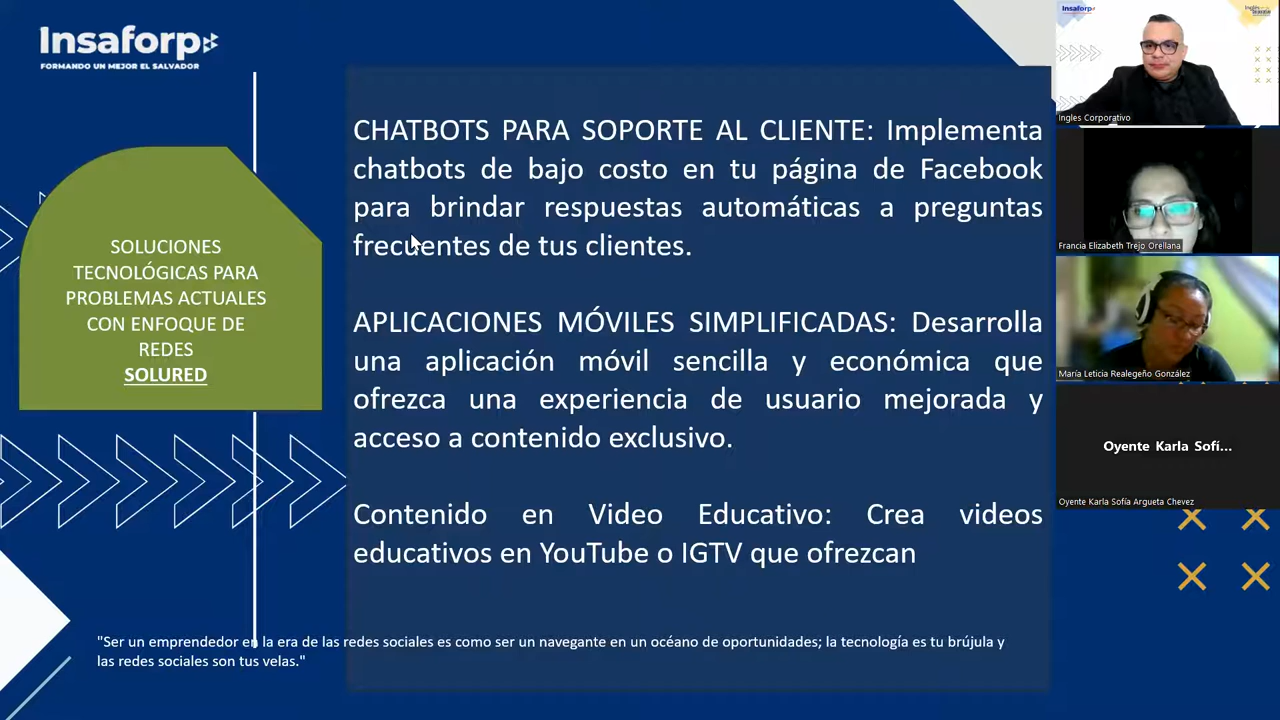 Insaforp
FORMANDO UN MEJOR EL SALVADOR
SOLUCIONES
TECNOLÓGICAS PARA
PROBLEMAS ACTUALES
CON ENFOQUE DE
REDES
SOLURED
CHATBOTS PARA SOPORTE AL CLIENTE: Implementa
chatbots de bajo costo en tu página de Facebook
para brindar respuestas automáticas a preguntas
frecuentes de tus clientes.
APLICACIONES MÓVILES SIMPLIFICADAS: Desarrolla
una aplicación móvil sencilla y económica que
ofrezca una experiencia de usuario mejorada y
acceso a contenido exclusivo.
Contenido en Video Educativo: Crea videos
educativos en YouTube o IGTV que ofrezcan
"Ser un emprendedor en la era de las redes sociales es como ser un navegante en un océano de oportunidades; la tecnología es tu brújula y
las redes sociales son tus velas."
Insaforp
Ingles Corporativo
Francia Elizabeth Trejo Orellana
María Leticia Realegeño González
Oyente Karla Sofí...
Oyente Karla Sofía Argueta Chevez